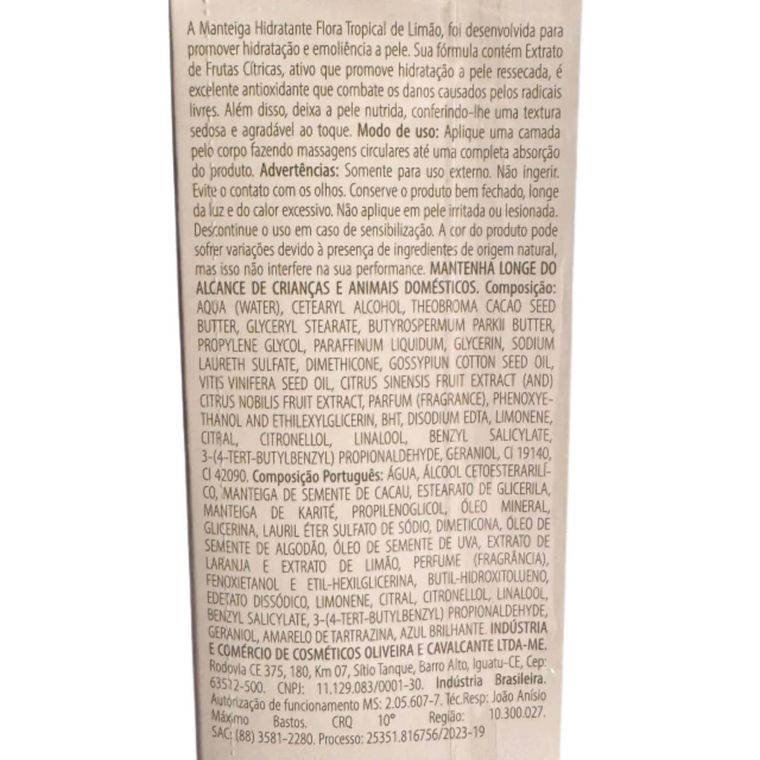 A Manteiga Hidratante Flora Tropical de Limão, foi desenvolvida para
promover hidratação e emoliência a pele. Sua fórmula contém Extrato
de Frutas Cítricas, ativo que promove hidratação a pele ressecada, é
excelente antioxidante que combate os danos causados pelos radicais
livres. Além disso, deixa a pele nutrida, conferindo-lhe uma textura
sedosa e agradável ao toque. Modo de uso: Aplique uma camada
pelo corpo fazendo massagens circulares até uma completa absorção
do produto. Advertências: Somente para uso externo. Não ingerir.
Evite o contato com os olhos. Conserve o produto bem fechado, longe
da luz e do calor excessivo. Não aplique em pele irritada ou lesionada.
Descontinue o uso em caso de sensibilização. A cor do produto pode
sofrer variações devido à presença de ingredientes de origem natural,
mas isso não interfere na sua performance. MANTENHA LONGE DO
ALCANCE DE CRIANÇAS E ANIMAIS DOMÉSTICOS. Composição:
AQUA (WATER), CETEARYL ALCOHOL, THEOBROMA CACAO SEED
BUTTER, GLYCERYL STEARATE, BUTYROSPERMUM PARKII BUTTER,
PROPYLENE GLYCOL, PARAFFINUM LIQUIDUM, GLYCERIN, SODIUM
LAURETH SULFATE, DIMETHICONE, GOSSYPIUN COTTON SEED OIL,
VITIS VINIFERA SEED OIL, CITRUS SINENSIS FRUIT EXTRACT (AND)
CITRUS NOBILIS FRUIT EXTRACT, PARFUM (FRAGRANCE), PHENOXYE-
THANOL AND ETHILEXYLGLICERIN, BHT, DISODIUM EDTA, LIMONENE,
CITRAL, CITRONELLOL, LINALOOL, BENZYL SALICYLATE,
3-(4-TERT-BUTYLBENZYL) PROPIONALDEHYDE, GERANIOL, CI 19140,
CI 42090. Composição Português: ÁGUA, ÁLCOOL CETOESTERARILÍ-
CO, MANTEIGA DE SEMENTE DE CACAU, ESTEARATO DE GLICERILA,
MANTEIGA DE KARITÉ, PROPILENOGLICOL, ÓLEO MINERAL,
GLICERINA, LAURIL ÉTER SULFATO DE SÓDIO, DIMETICONA, ÓLEO DE
SEMENTE DE ALGODÃO, ÓLEO DE SEMENTE DE UVA, EXTRATO DE
LARANJA E EXTRATO DE LIMÃO, PERFUME (FRAGRÂNCIA),
FENOXIETANOL E ETIL-HEXILGLICERINA, BUTIL-HIDROXITOLUENO,
EDETATO DISSÓDICO, LIMONENE, CITRAL, CITRONELLOL, LINALOOL,
BENZYL SALICYLATE, 3-(4-TERT-BUTYLBENZYL) PROPIONALDEHYDE,
GERANIOL, AMARELO DE TARTRAZINA, AZUL BRILHANTE. INDÚSTRIA
E COMÉRCIO DE COSMÉTICOS OLIVEIRA E CAVALCANTE LTDA-ME.
Rodovia CE 375, 180, Km 07, Sítio Tanque, Barro Alto, Iguatu-CE, Cep:
63512-500. CNPJ: 11.129.083/0001-30. Indústria Brasileira.
Autorização de funcionamento MS: 2.05.607-7. Téc.Resp: João Anísio
Máximo Bastos. CRQ 10° Região: 10.300.027.
SAC: (88) 3581-2280. Processo: 25351.816756/2023-19